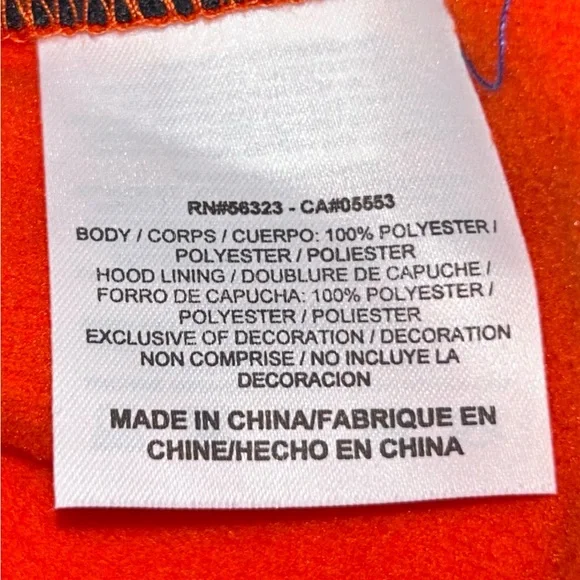 RN#56323 - CA#05553
BODY / CORPS / CUERPO: 100% POLYESTER /
POLYESTER / POLIESTER
HOOD LINING / DOUBLURE DE CAPUCHE /
FORRO DE CAPUCHA: 100% POLYESTER /
POLYESTER / POLIESTER
EXCLUSIVE OF DECORATION / DECORATION
NON COMPRISE / NO INCLUYE LA
DECORACION
MADE IN CHINA/FABRIQUE EN
CHINE/HECHO EN CHINA